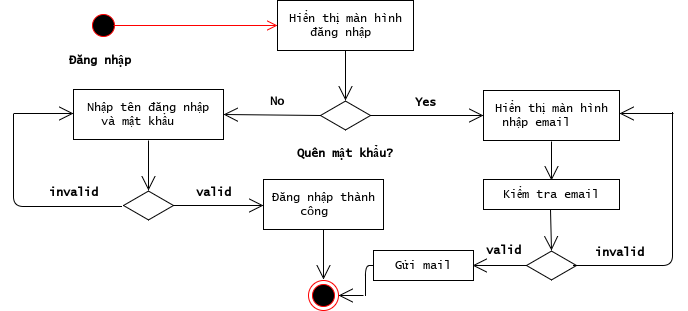 Hiển thị màn hình
đăng nhập
Đăng nhập
Nhập tên đăng nhập
và mật khẩu
No
Yes
Hiển thị màn hình
nhập email
Quên mật khẩu?
invalid
valid
Đăng nhập thành
công
Kiểm tra email
Gửi mail
valid
invalid